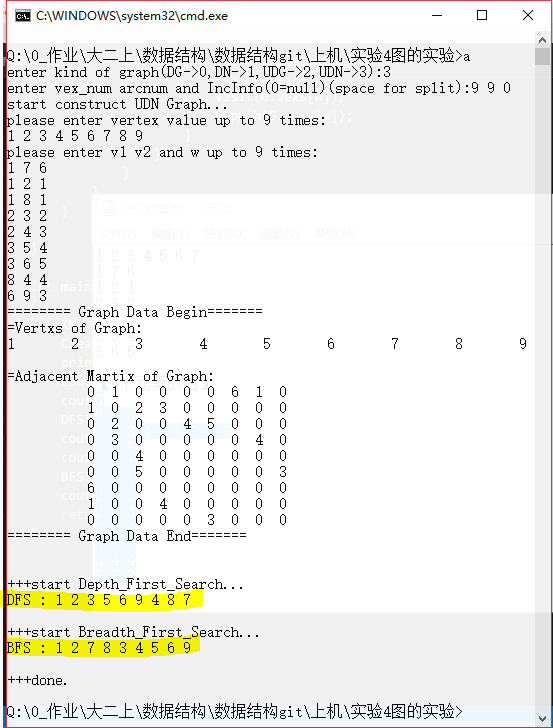 C:\WINDOWS\system32\cmd.exe
Q:\0_作业\大二上\数据结构\数据结构git\上机\实验4图的实验>a
enter kind of graph(DG->0,DN->1,UDG->2,UDN->3):3
enter vex_num arcnum and IncInfo(0=null)(space for split):9 9 0
start construct UDN Graph...
please enter vertex value up to 9 times:
1 2 3 4 5 6 7 8 9
please enter v1 v2 and w up to 9 times:
1 7 6
1 2 1
1 8 1
2 3 2
2 4 3
3 5 4
3 6 5
8 4 4
6 9 3
======== Graph Data Begin=======
=Vertxs of Graph:
1 2 3 4 5 6 7 8 9
=Adjacent Martix of Graph:
0 1 0 0 0 0 6 1 0
1 0 2 3 0 0 0 0 0
0 2 0 0 4 5 0 0 0
0 3 0 0 0 0 0 4 0
0 0 4 0 0 0 0 0 0
0 0 5 0 0 0 0 0 3
6 0 0 0 0 0 0 0 0
1 0 0 4 0 0 0 0 0
0 0 0 0 0 3 0 0 0
======== Graph Data End=======
+++start Depth_First_Search...
DFS : 1 2 3 5 6 9 4 8 7
+++start Breadth_First_Search...
BFS : 1 2 7 8 3 4 5 6 9
+++done.
Q:\0_作业\大二上\数据结构\数据结构git\上机\实验4图的实验>